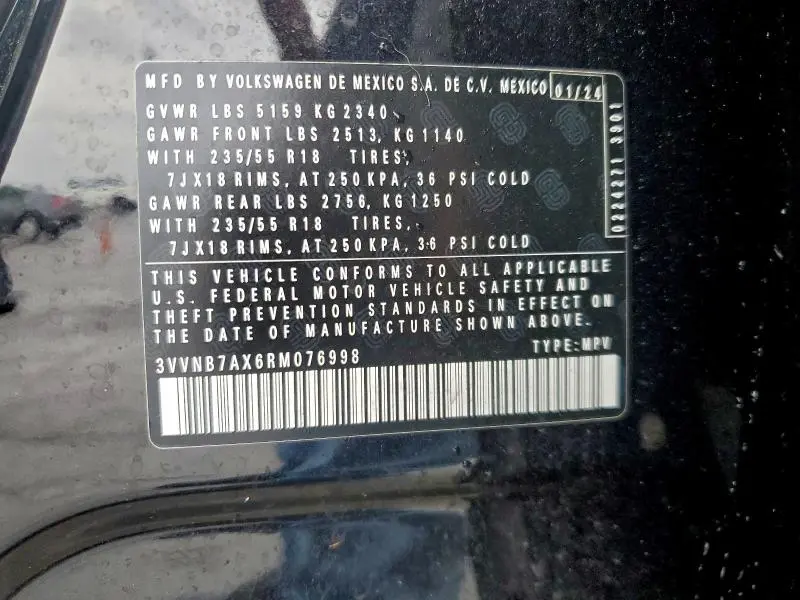 MFD BY VOLKSWAGEN DE MEXICO S.A. DE C.V. MEXICO 01/24
GVWR LBS 5159 KG 2340
GAWR FRONT LBS 2513, KG 1140
WITH 235/55 R18 TIRES,
7JX18 RIMS, AT 250 KPA, 36 PSI COLD
GAWR REAR LBS 2756, KG 1250
WITH 235/55 R18 TIRES,
7JX18 RIMS, AT 250 KPA, 36 PSI COLD
0224271 3901
THIS VEHICLE CONFORMS TO ALL APPLICABLE
U.S. FEDERAL MOTOR VEHICLE SAFETY AND
THEFT PREVENTION STANDARDS IN EFFECT ON
THE DATE OF MANUFACTURE SHOWN ABOVE.
3VVNB7AX6RM076998 TYPE:MPV